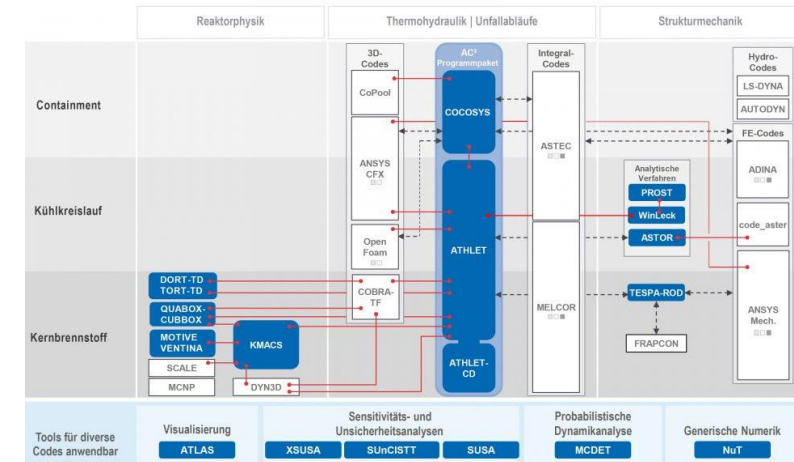 Reaktorphysik
Thermohydraulik | Unfallabläufe
Strukturmechanik
3D-
Codes
AC²
Programmpaket
Integral-
Codes
Hydro-
Codes
Containment
CoPool
COCOSYS
LS-DYNA
AUTODYN
FE-Codes
ANSYS
CFX
ASTEC
ADINA
Kühlkreislauf
Analytische
Verfahren
PROST
WinLeck
ASTOR
code_aster
Open
Foam
ATHLET
Kernbrennstoff
DORT-TD
TORT-TD
COBRA-
TF
MELCOR
TESPA-ROD
ANSYS
Mech.
QUABOX-
CUBBOX
MOTIVE
VENTINA
KMACS
FRAPCON
SCALE
MCNP
DYN3D
ATHLET-
CD
Tools für diverse
Codes anwendbar
Visualisierung
ATLAS
Sensitivitäts- und
Unsicherheitsanalysen
XSUSA
SUnCISTT
SUSA
Probabilistische
Dynamikanalyse
MCDET
Generische Numerik
NuT